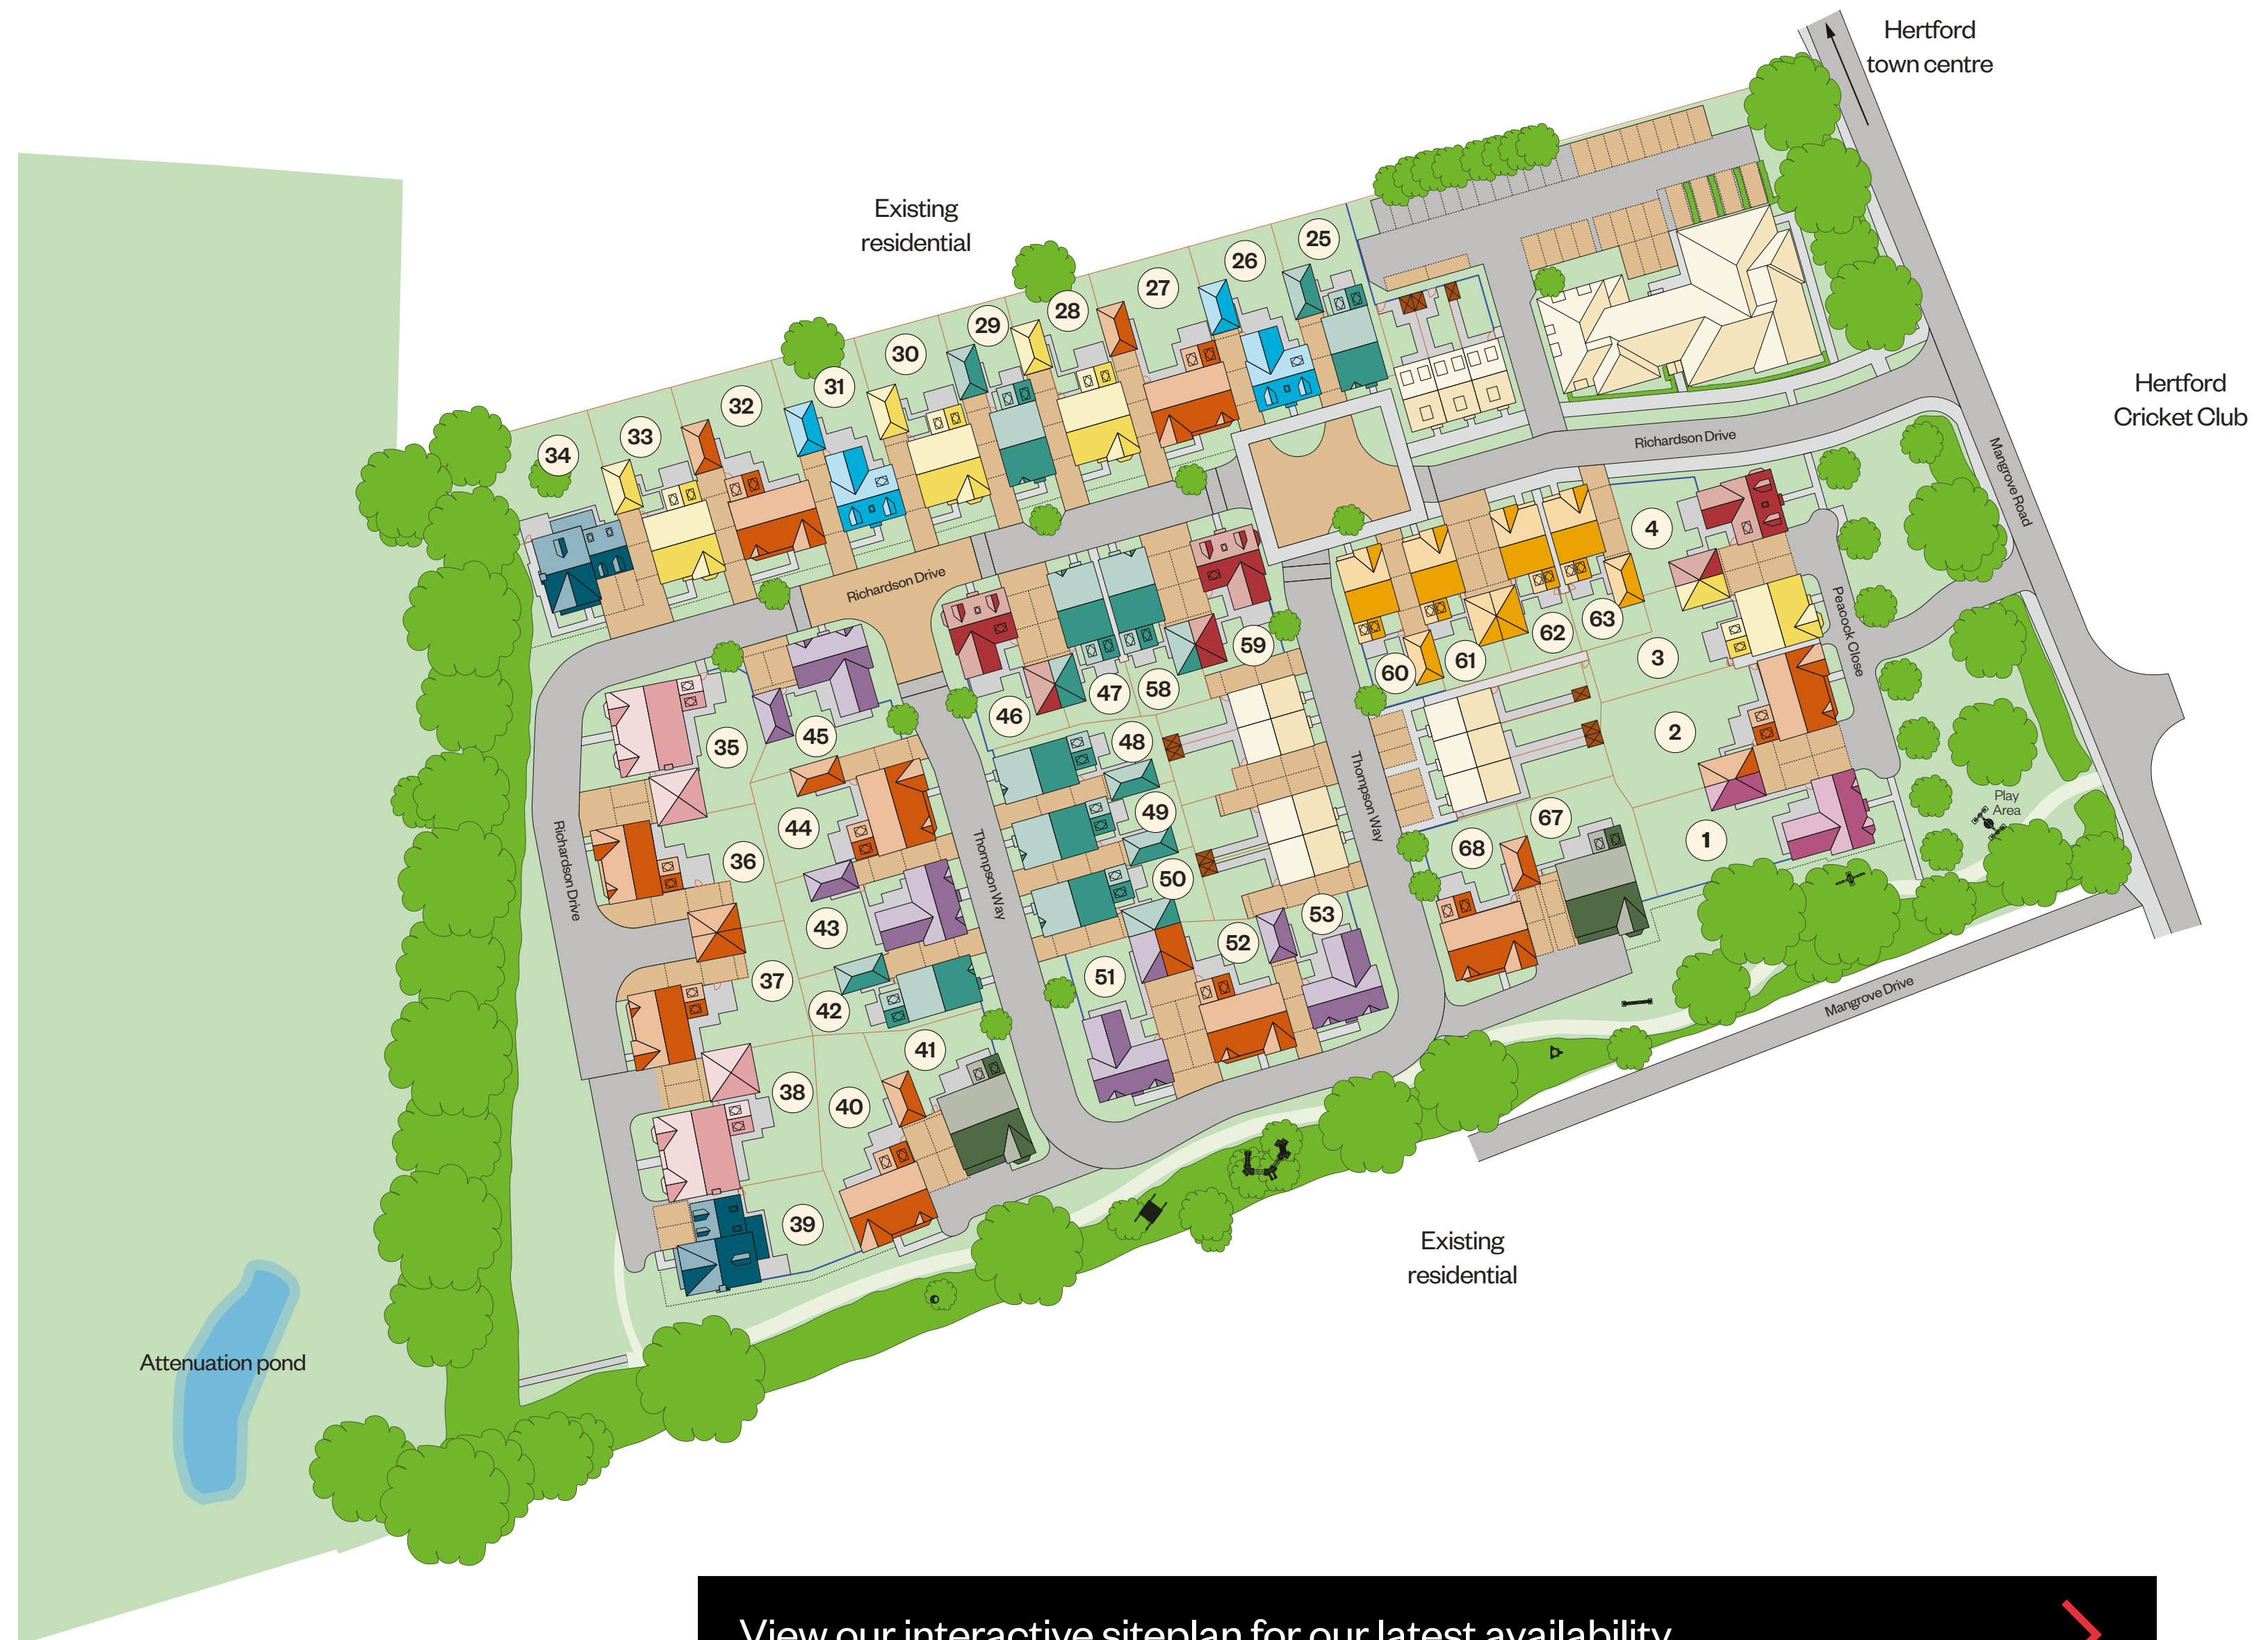 Hertford
town centre
Existing
residential
Hertford
Cricket Club
25
26
27
28
29
30
31
32
33
34
Richardson Drive
Mangrove Road
4
Richardson Drive
Peacock Close
63
62
61
60
59
58
47
46
3
2
1
Play
Area
35
45
48
49
50
Thompson Way
67
68
44
36
Richardson Drive
43
Thompson Way
53
52
51
37
42
41
38
40
39
Mangrove Drive
Existing
residential
Attenuation pond
View our interactive siteplan for our latest availability